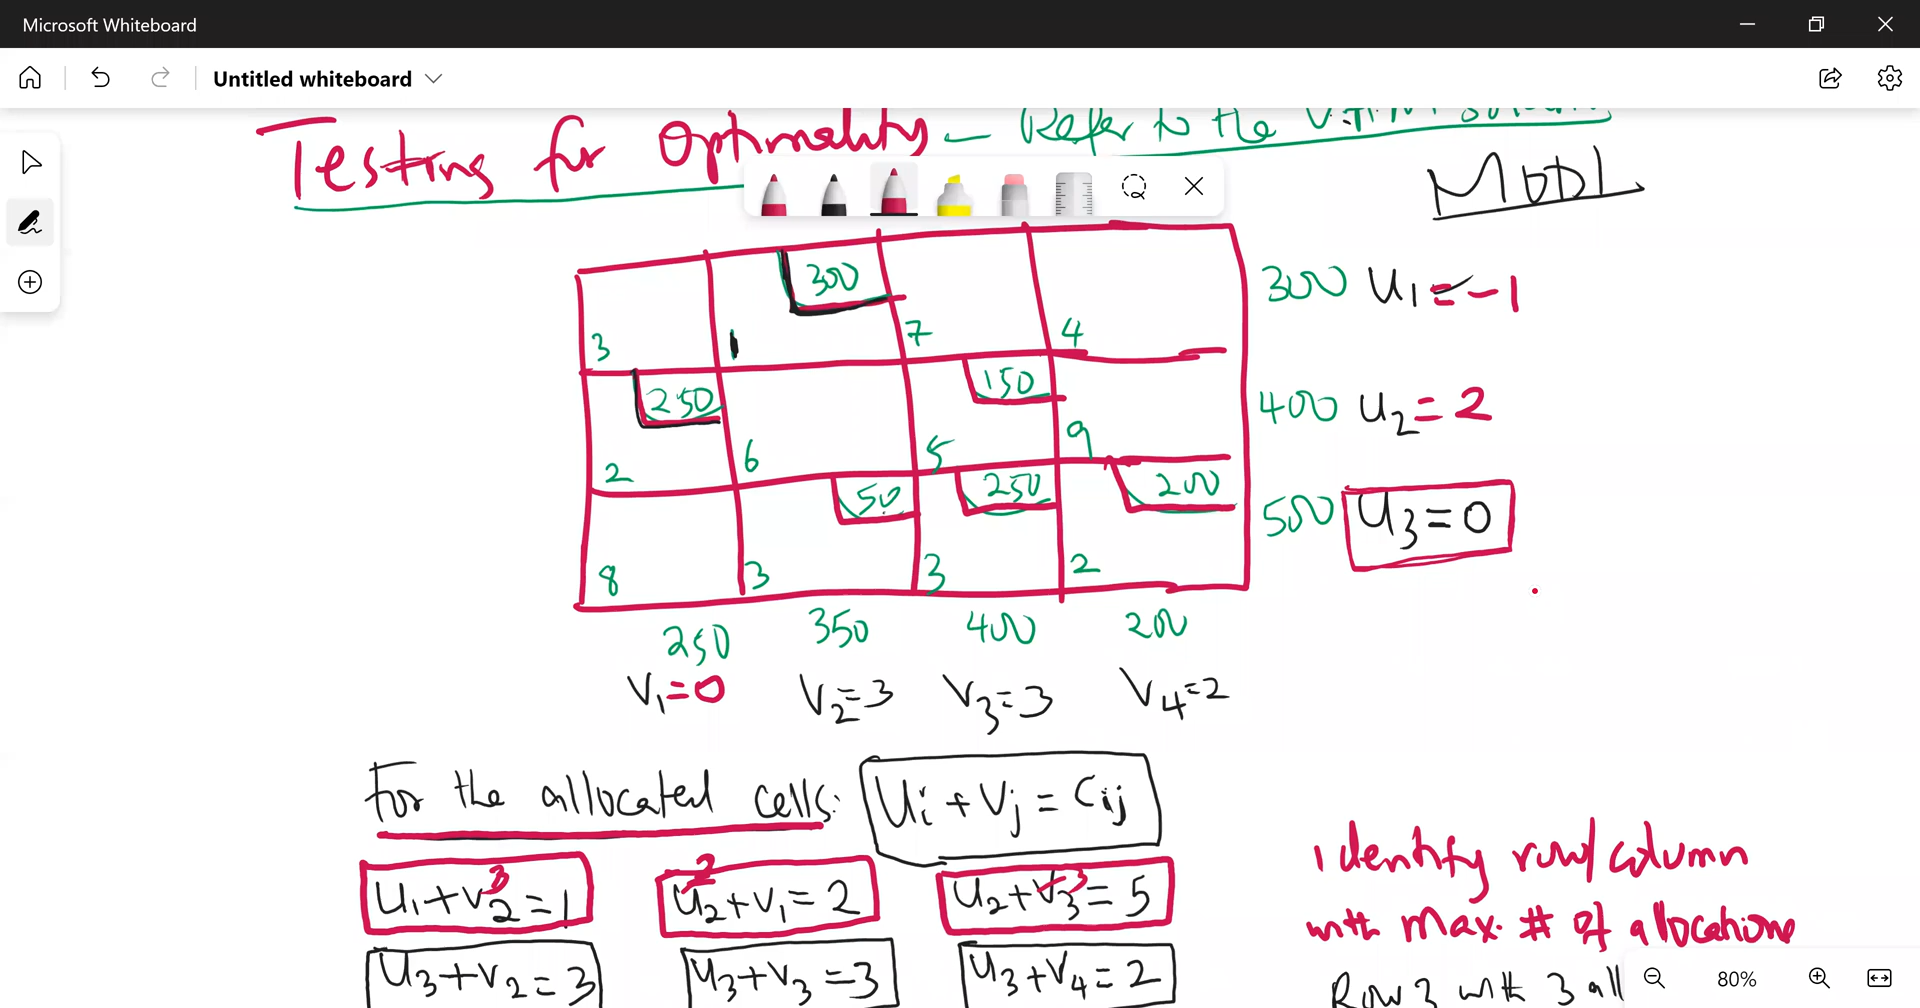 Microsoft Whiteboard
Untitled whiteboard
Testing for Optimality - Refer to the V
MODI
300
300 U1 = -1
3 1 7 4
250 150
400 U2 = 2
2 6 5 9
50 250 200
500 U3 = 0
8 3 3 2
250 350 400 200
V1 = 0 V2 = 3 V3 = 3 V4 = 2
For the allocated cells: Ui + Vj = Cij
3 2 3
U1 + V2 = 1 U2 + V1 = 2 U2 + V3 = 5
U3 + V2 = 3 U3 + V3 = 3 U3 + V4 = 2
Identify row/column
with max. # of allocations
Row 3 with 3 all
80%